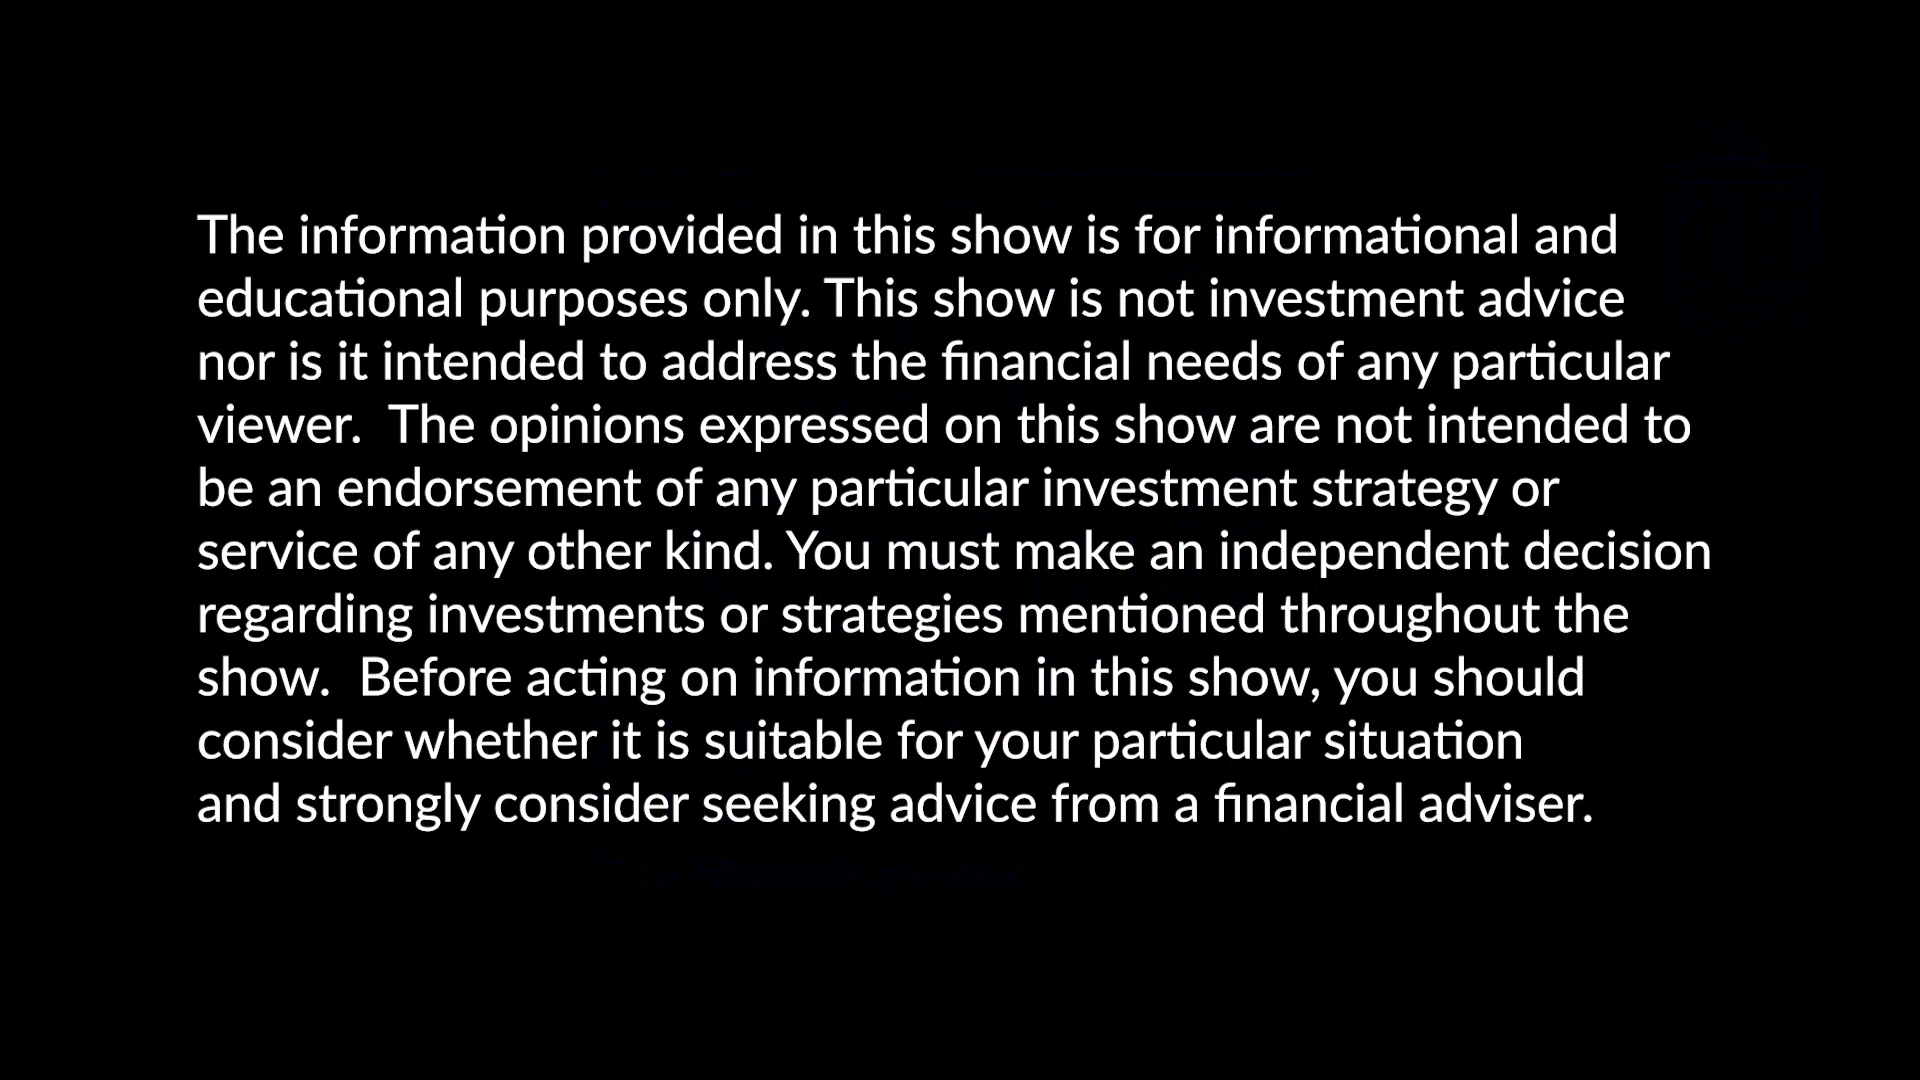 The information provided in this show is for informational and
educational purposes only. This show is not investment advice
nor is it intended to address the financial needs of any particular
viewer.  The opinions expressed on this show are not intended to
be an endorsement of any particular investment strategy or
service of any other kind. You must make an independent decision
regarding investments or strategies mentioned throughout the
show.  Before acting on information in this show, you should
consider whether it is suitable for your particular situation
and strongly consider seeking advice from a financial adviser.